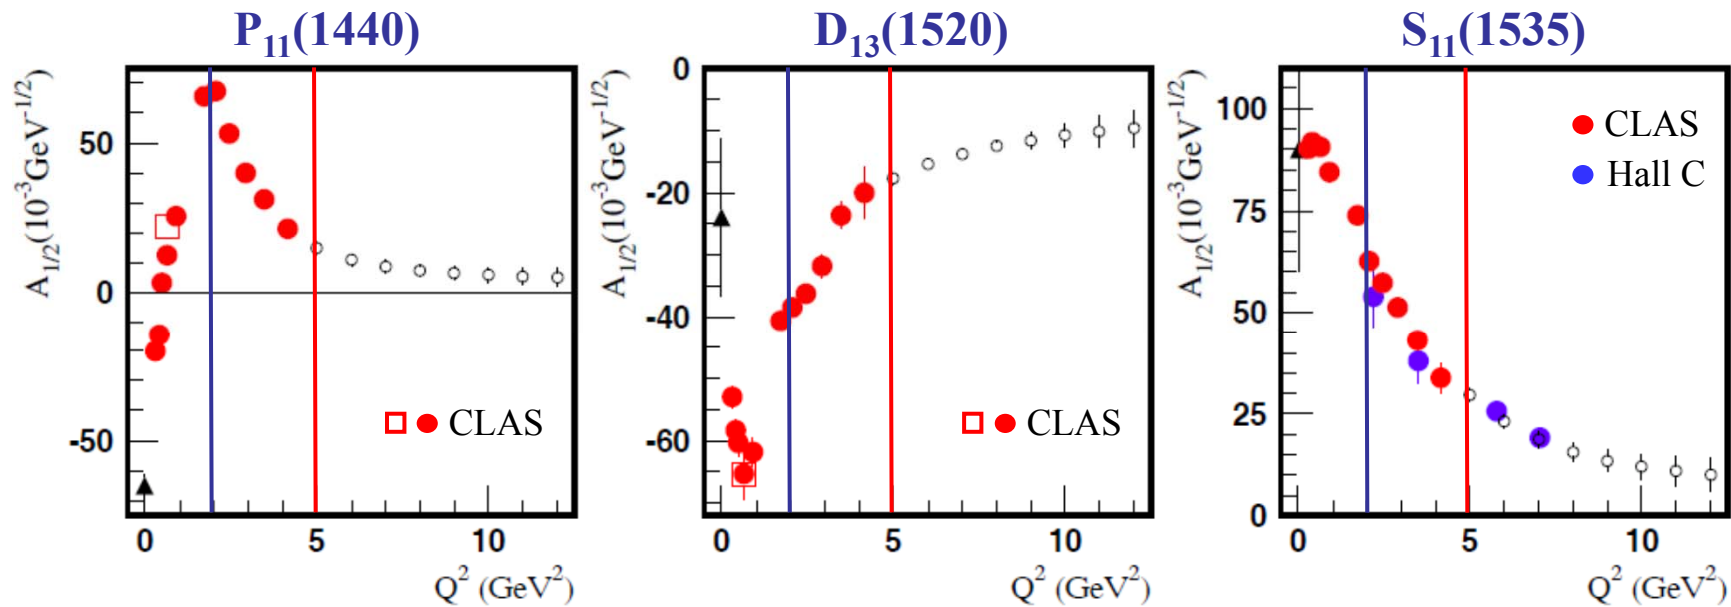 P₁₁(1440)
A₁/₂(10⁻³GeV⁻¹/²)
50
0
-50
CLAS
0 5 10
Q² (GeV²)
D₁₃(1520)
A₁/₂(10⁻³GeV⁻¹/²)
0
-20
-40
-60
CLAS
0 5 10
Q² (GeV²)
S₁₁(1535)
A₁/₂(10⁻³GeV⁻¹/²)
100
75
50
25
0
CLAS
Hall C
0 5 10
Q² (GeV²)